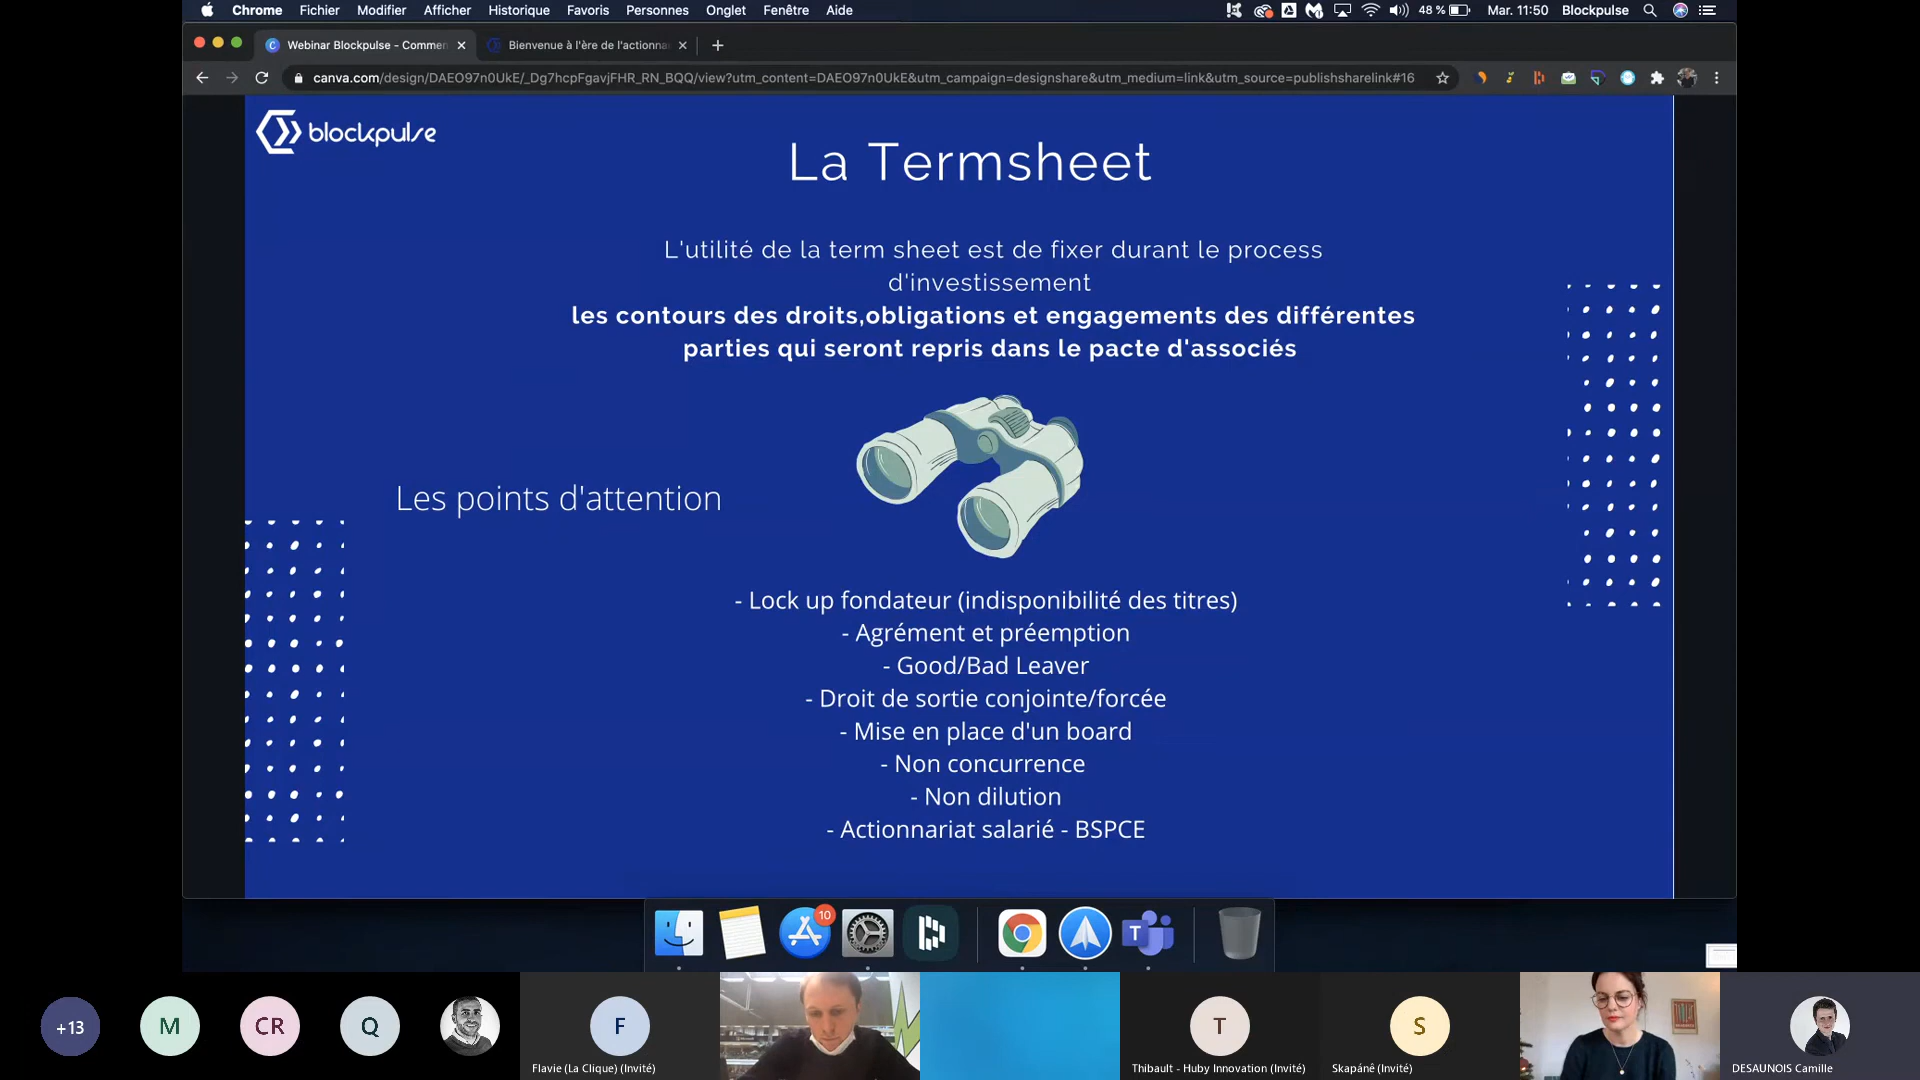 Chrome Fichier Modifier Afficher Historique Favoris Personnes Onglet Fenêtre Aide 48 % Mar. 11:50 Blockpulse
Webinar Blockpulse - Commen Bienvenue à l'ère de l'actionna
canva.com/design/DAEO97n0UkE/_Dg7hcpFgavjFHR_RN_BQQ/view?utm_content=DAEO97n0UkE&utm_campaign=designshare&utm_medium=link&utm_source=publishsharelink#16
blockpulse
La Termsheet
L'utilité de la term sheet est de fixer durant le process
d'investissement
les contours des droits,obligations et engagements des différentes
parties qui seront repris dans le pacte d'associés
Les points d'attention
- Lock up fondateur (indisponibilité des titres)
- Agrément et préemption
- Good/Bad Leaver
- Droit de sortie conjointe/forcée
- Mise en place d'un board
- Non concurrence
- Non dilution
- Actionnariat salarié - BSPCE
10
T
+13 M CR Q F T S
Flavie (La Clique) (Invité) Thibault - Huby Innovation (Invité) Skapánê (Invité) DESAUNOIS Camille